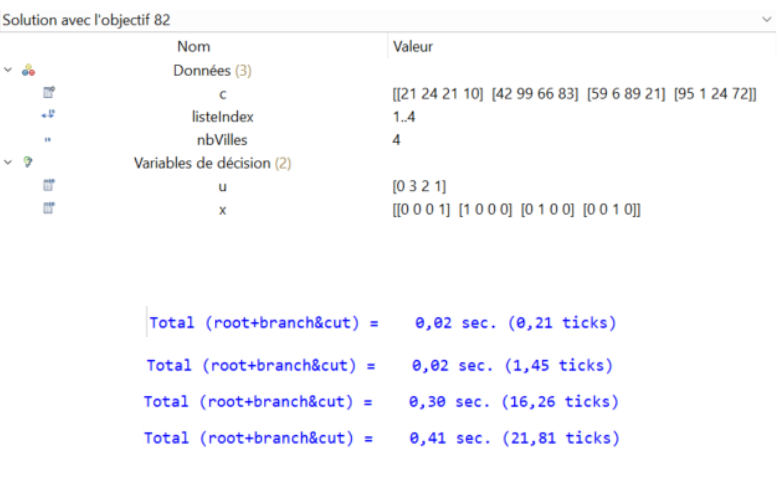 Solution avec l'objectif 82
Nom Valeur
Données (3)
c [[21 24 21 10] [42 99 66 83] [59 6 89 21] [95 1 24 72]]
listeIndex 1..4
nbVilles 4
Variables de décision (2)
u [0 3 2 1]
x [[0 0 0 1] [1 0 0 0] [0 1 0 0] [0 0 1 0]]
Total (root+branch&cut) = 0,02 sec. (0,21 ticks)
Total (root+branch&cut) = 0,02 sec. (1,45 ticks)
Total (root+branch&cut) = 0,30 sec. (16,26 ticks)
Total (root+branch&cut) = 0,41 sec. (21,81 ticks)